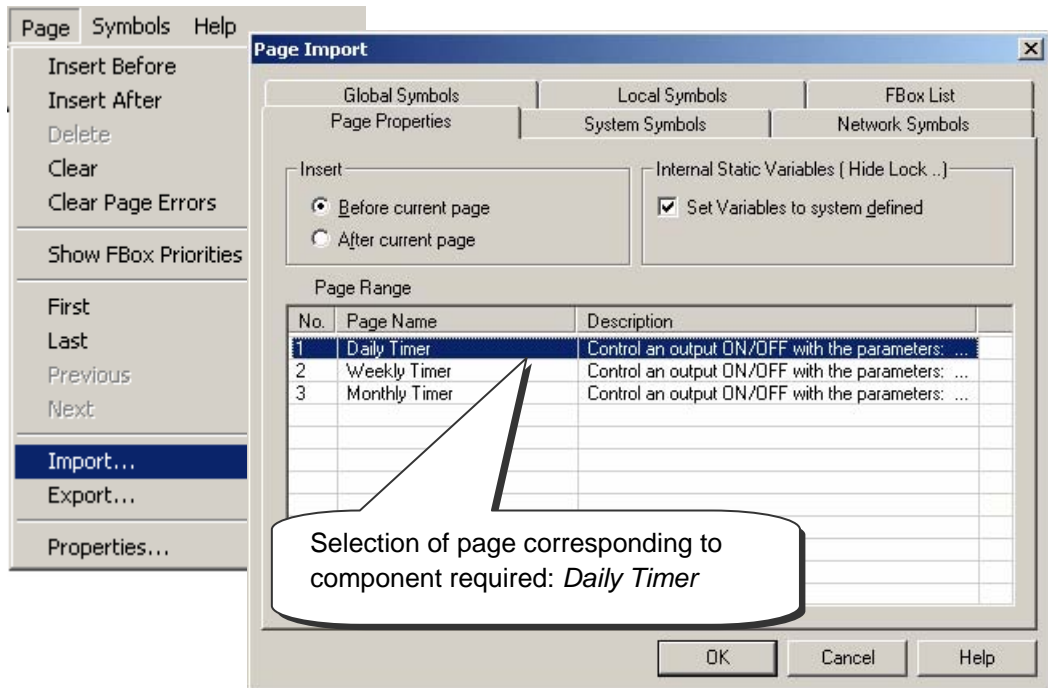 Page Symbols Help
Insert Before
Insert After
Delete
Clear
Clear Page Errors
Show FBox Priorities
First
Last
Previous
Next
Import...
Export...
Properties...
Page Import
Global Symbols Local Symbols FBox List
Page Properties System Symbols Network Symbols
Insert
Before current page
After current page
Internal Static Variables ( Hide Lock ..)
Set Variables to system defined
Page Range
No. Page Name Description
1 Daily Timer Control an output ON/OFF with the parameters: ...
2 Weekly Timer Control an output ON/OFF with the parameters: ...
3 Monthly Timer Control an output ON/OFF with the parameters: ...
Selection of page corresponding to
component required: Daily Timer
OK Cancel Help